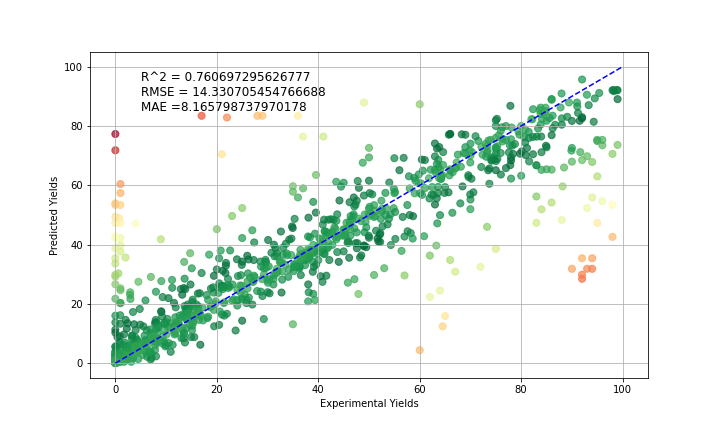 R^2 = 0.760697295626777
RMSE = 14.330705454766688
MAE =8.165798737970178
100
80
60
40
20
0
Predicted Yields
0 20 40 60 80 100
Experimental Yields